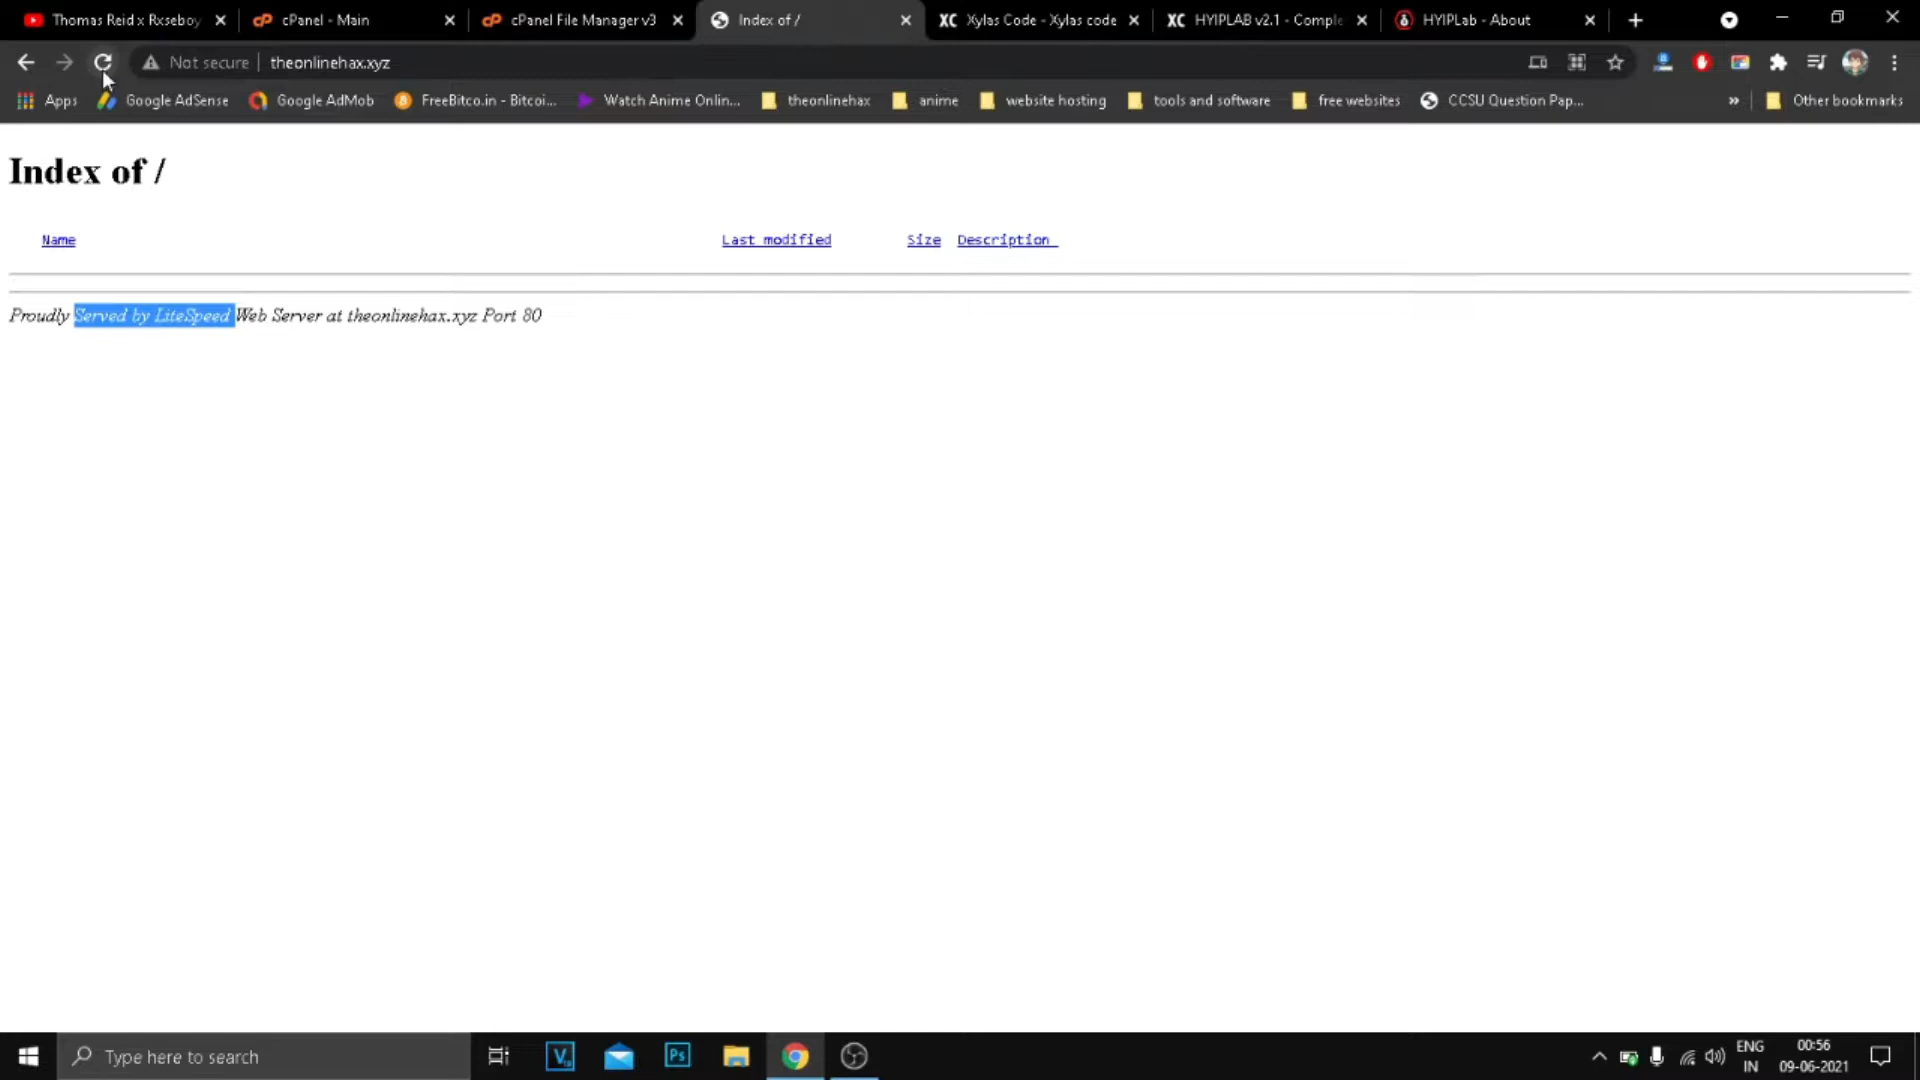 Thomas Reid x Rxseboy
cPanel - Main
cPanel File Manager v3
Index of /
XC Xylas Code - Xylas code
XC HYIPLAB v2.1 - Comple
HYIPLab - About
Not secure
theonlinehax.xyz
Apps
Google AdSense
Google AdMob
FreeBitco.in - Bitcoi...
Watch Anime Onlin...
theonlinehax
anime
website hosting
tools and software
free websites
CCSU Question Pap...
»
Other bookmarks
Index of /
Name Last modified Size Description
Proudly Served by LiteSpeed Web Server at theonlinehax.xyz Port 80
Type here to search
Ps
ENG
IN
00:56
09-06-2021